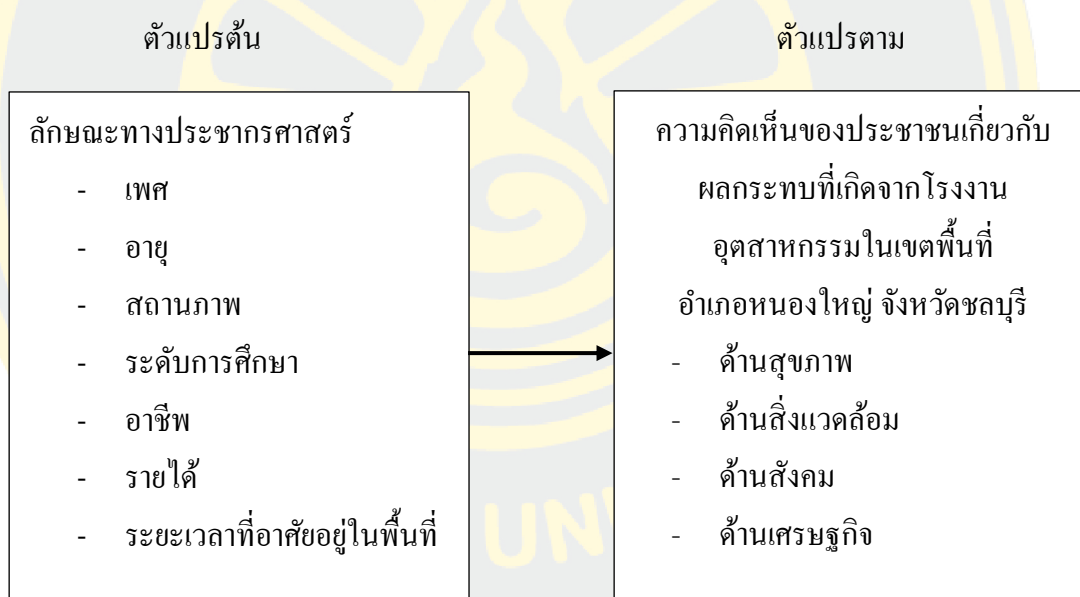 ตัวแปรต้น
ตัวแปรตาม
ลักษณะทางประชากรศาสตร์
- เพศ
- อายุ
- สถานภาพ
- ระดับการศึกษา
- อาชีพ
- รายได้
- ระยะเวลาที่อาศัยอยู่ในพื้นที่
ความคิดเห็นของประชาชนเกี่ยวกับ
ผลกระทบที่เกิดจากโรงงาน
อุตสาหกรรมในเขตพื้นที่
อำเภอหนองใหญ่ จังหวัดชลบุรี
- ด้านสุขภาพ
- ด้านสิ่งแวดล้อม
- ด้านสังคม
- ด้านเศรษฐกิจ
UNI